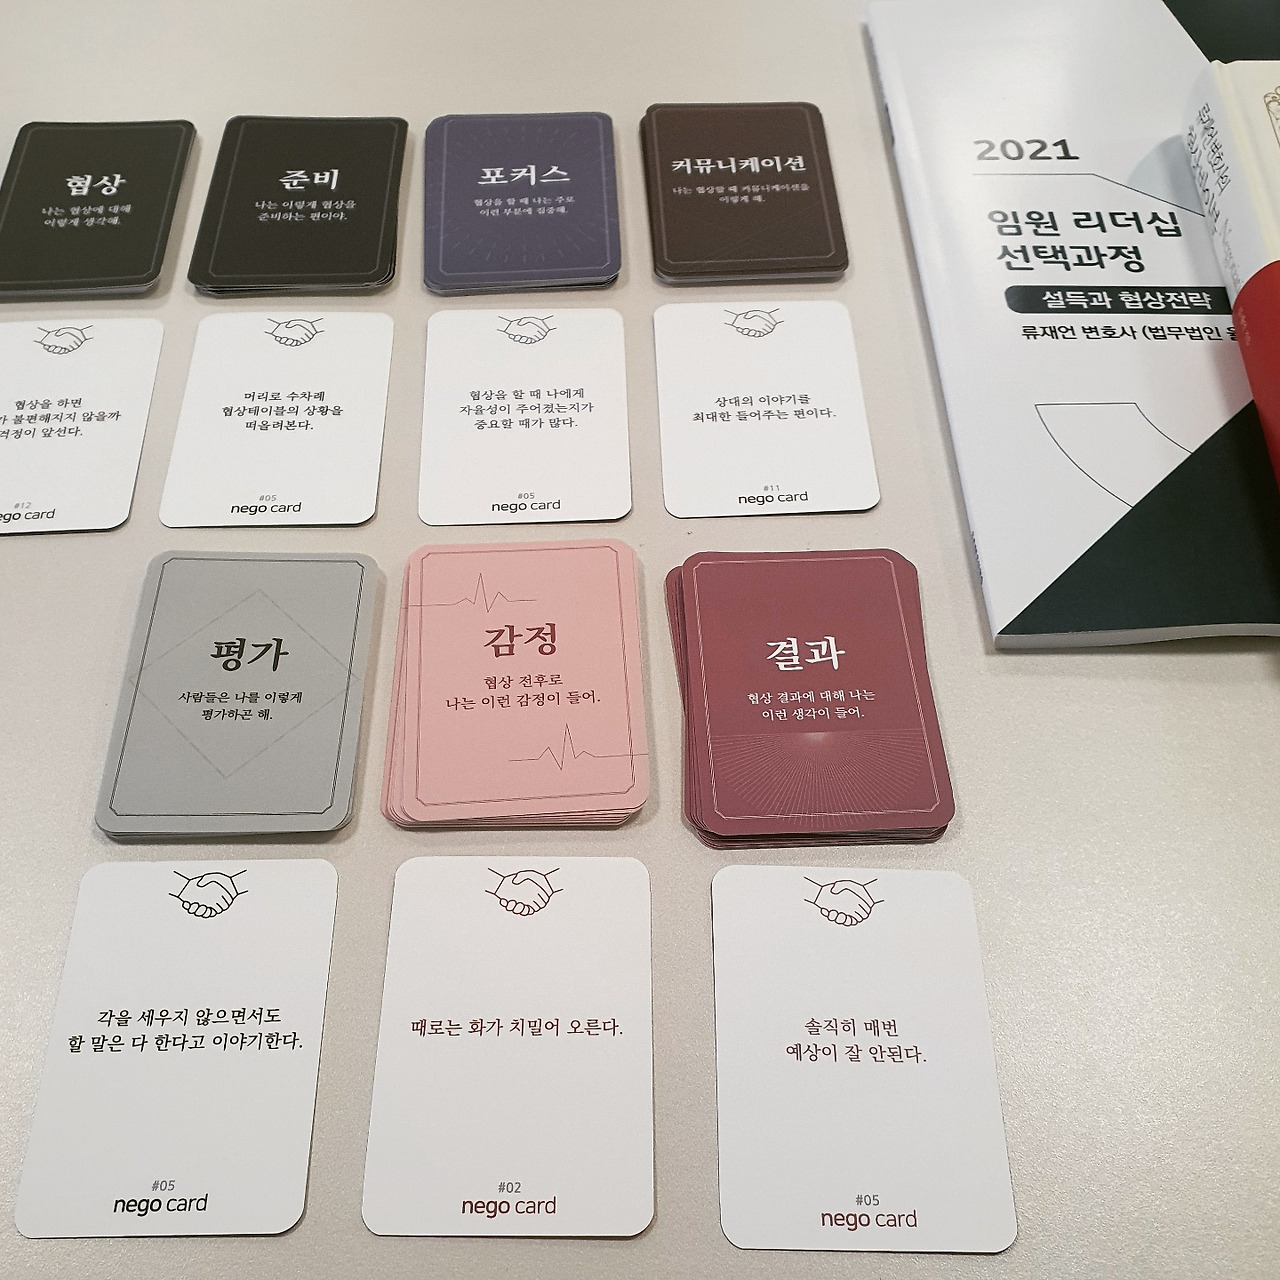 협상
나는 협상에 대해
이렇게 생각해.
준비
나는 이렇게 협상을
준비하는 편이야.
포커스
협상을 할 때 나는 주로
이런 부분에 집중해.
커뮤니케이션
나는 협상할 때 커뮤니케이션을
이렇게 해.
협상을 하면
가 불편해지지 않을까
걱정이 앞선다.
#12
nego card
머리로 수차례
협상테이블의 상황을
떠올려본다.
#05
nego card
협상을 할 때 나에게
자율성이 주어졌는지가
중요할 때가 많다.
#05
nego card
상대의 이야기를
최대한 들어주는 편이다.
#11
nego card
평가
사람들은 나를 이렇게
평가하곤 해.
감정
협상 전후로
나는 이런 감정이 들어.
결과
협상 결과에 대해 나는
이런 생각이 들어.
각을 세우지 않으면서도
할 말은 다 한다고 이야기한다.
#05
nego card
때로는 화가 치밀어 오른다.
#02
nego card
솔직히 매번
예상이 잘 안된다.
#05
nego card
2021
임원 리더십
선택과정
설득과 협상전략
류재언 변호사 (법무법인